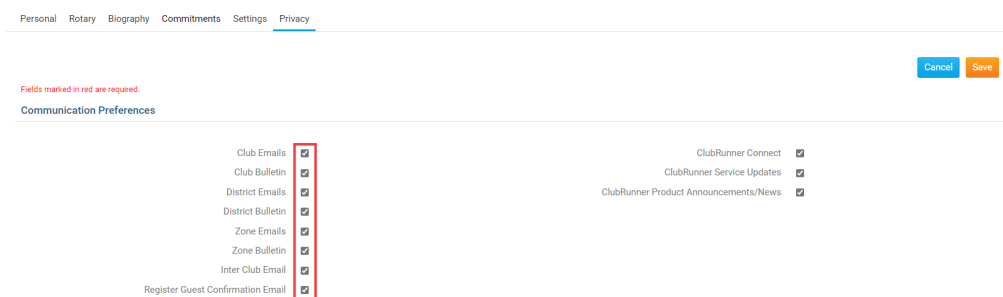 Personal Rotary Biography Commitments Settings Privacy
Cancel Save
Fields marked in red are required.
Communication Preferences
Club Emails
Club Bulletin
District Emails
District Bulletin
Zone Emails
Zone Bulletin
Inter Club Email
Register Guest Confirmation Email
ClubRunner Connect
ClubRunner Service Updates
ClubRunner Product Announcements/News